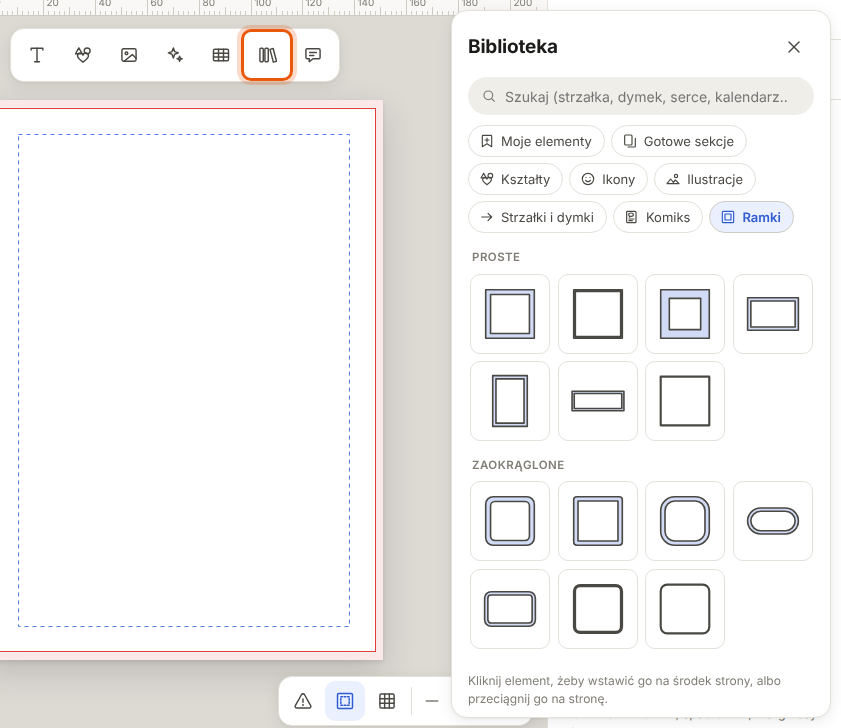 20 40 60 80 100 120 140 160 180 200
Biblioteka
Szukaj (strzałka, dymek, serce, kalendarz..
Moje elementy Gotowe sekcje
Kształty Ikony Ilustracje
Strzałki i dymki Komiks Ramki
PROSTE
ZAOKRĄGLONE
Kliknij element, żeby wstawić go na środek strony, albo
przeciągnij go na stronę.